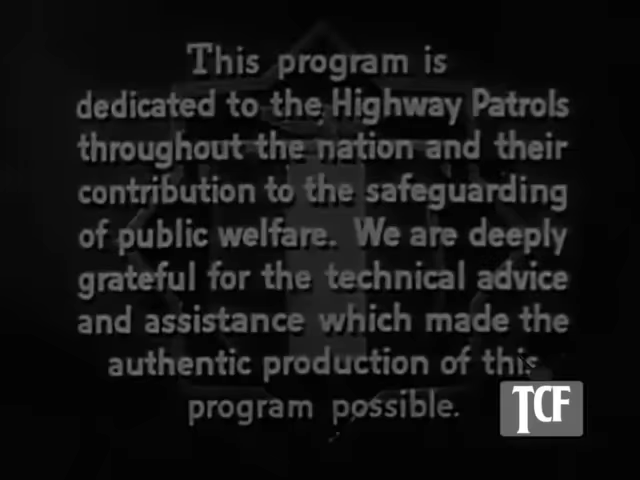 This program is
dedicated to the Highway Patrols
throughout the nation and their
contribution to the safeguarding
of public welfare. We are deeply
grateful for the technical advice
and assistance which made the
authentic production of this
program possible.
TCF